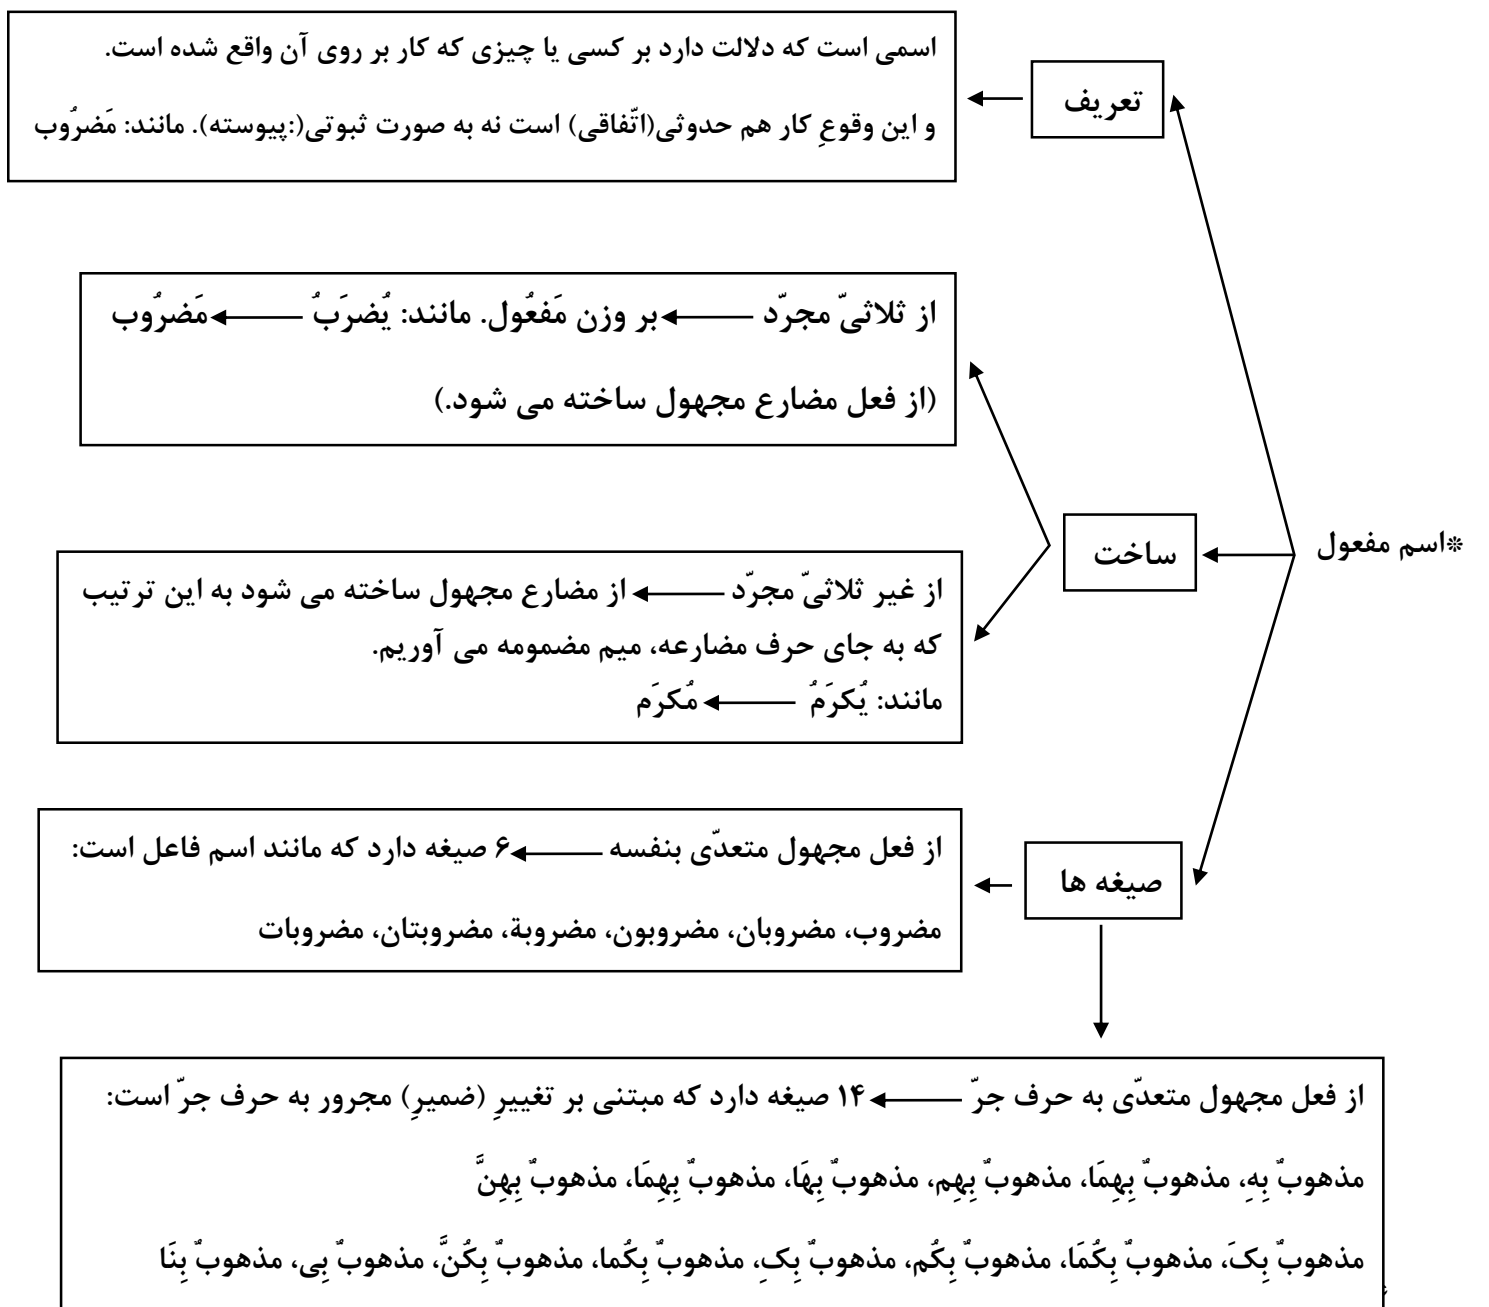 *اسم مفعول
تعریف
اسمی است که دلالت دارد بر کسی یا چیزی که کار بر روی آن واقع شده است.
و این وقوعِ کار هم حدوثی(اتّفاقی) است نه به صورت ثبوتی(:پیوسته). مانند: مَضرُوب
ساخت
از ثلاثیّ مجرّد ← بر وزن مَفعُول. مانند: یُضرَبُ ← مَضرُوب
(از فعل مضارع مجهول ساخته می شود.)
از غیر ثلاثیّ مجرّد ← از مضارع مجهول ساخته می شود به این ترتیب
که به جای حرف مضارعه، میم مضمومه می آوریم.
مانند: یُکرَمُ ← مُکرَم
صیغه ها
از فعل مجهول متعدّی بنفسه ← ۶ صیغه دارد که مانند اسم فاعل است:
مضروب، مضروبان، مضروبون، مضروبة، مضروبتان، مضروبات
از فعل مجهول متعدّی به حرف جرّ ← ۱۴ صیغه دارد که مبتنی بر تغییرِ (ضمیرِ) مجرور به حرف جرّ است:
مذهوبٌ بِهِ، مذهوبٌ بِهِمَا، مذهوبٌ بِهِم، مذهوبٌ بِهَا، مذهوبٌ بِهِمَا، مذهوبٌ بِهِنَّ
مذهوبٌ بِکَ، مذهوبٌ بِکُمَا، مذهوبٌ بِکُم، مذهوبٌ بِکِ، مذهوبٌ بِکُما، مذهوبٌ بِکُنَّ، مذهوبٌ بِی، مذهوبٌ بِنَا